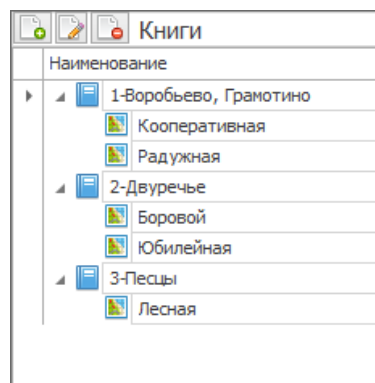 Книги
Наименование
1-Воробьево, Грамотино
Кооперативная
Радужная
2-Двуречье
Боровой
Юбилейная
3-Песцы
Лесная